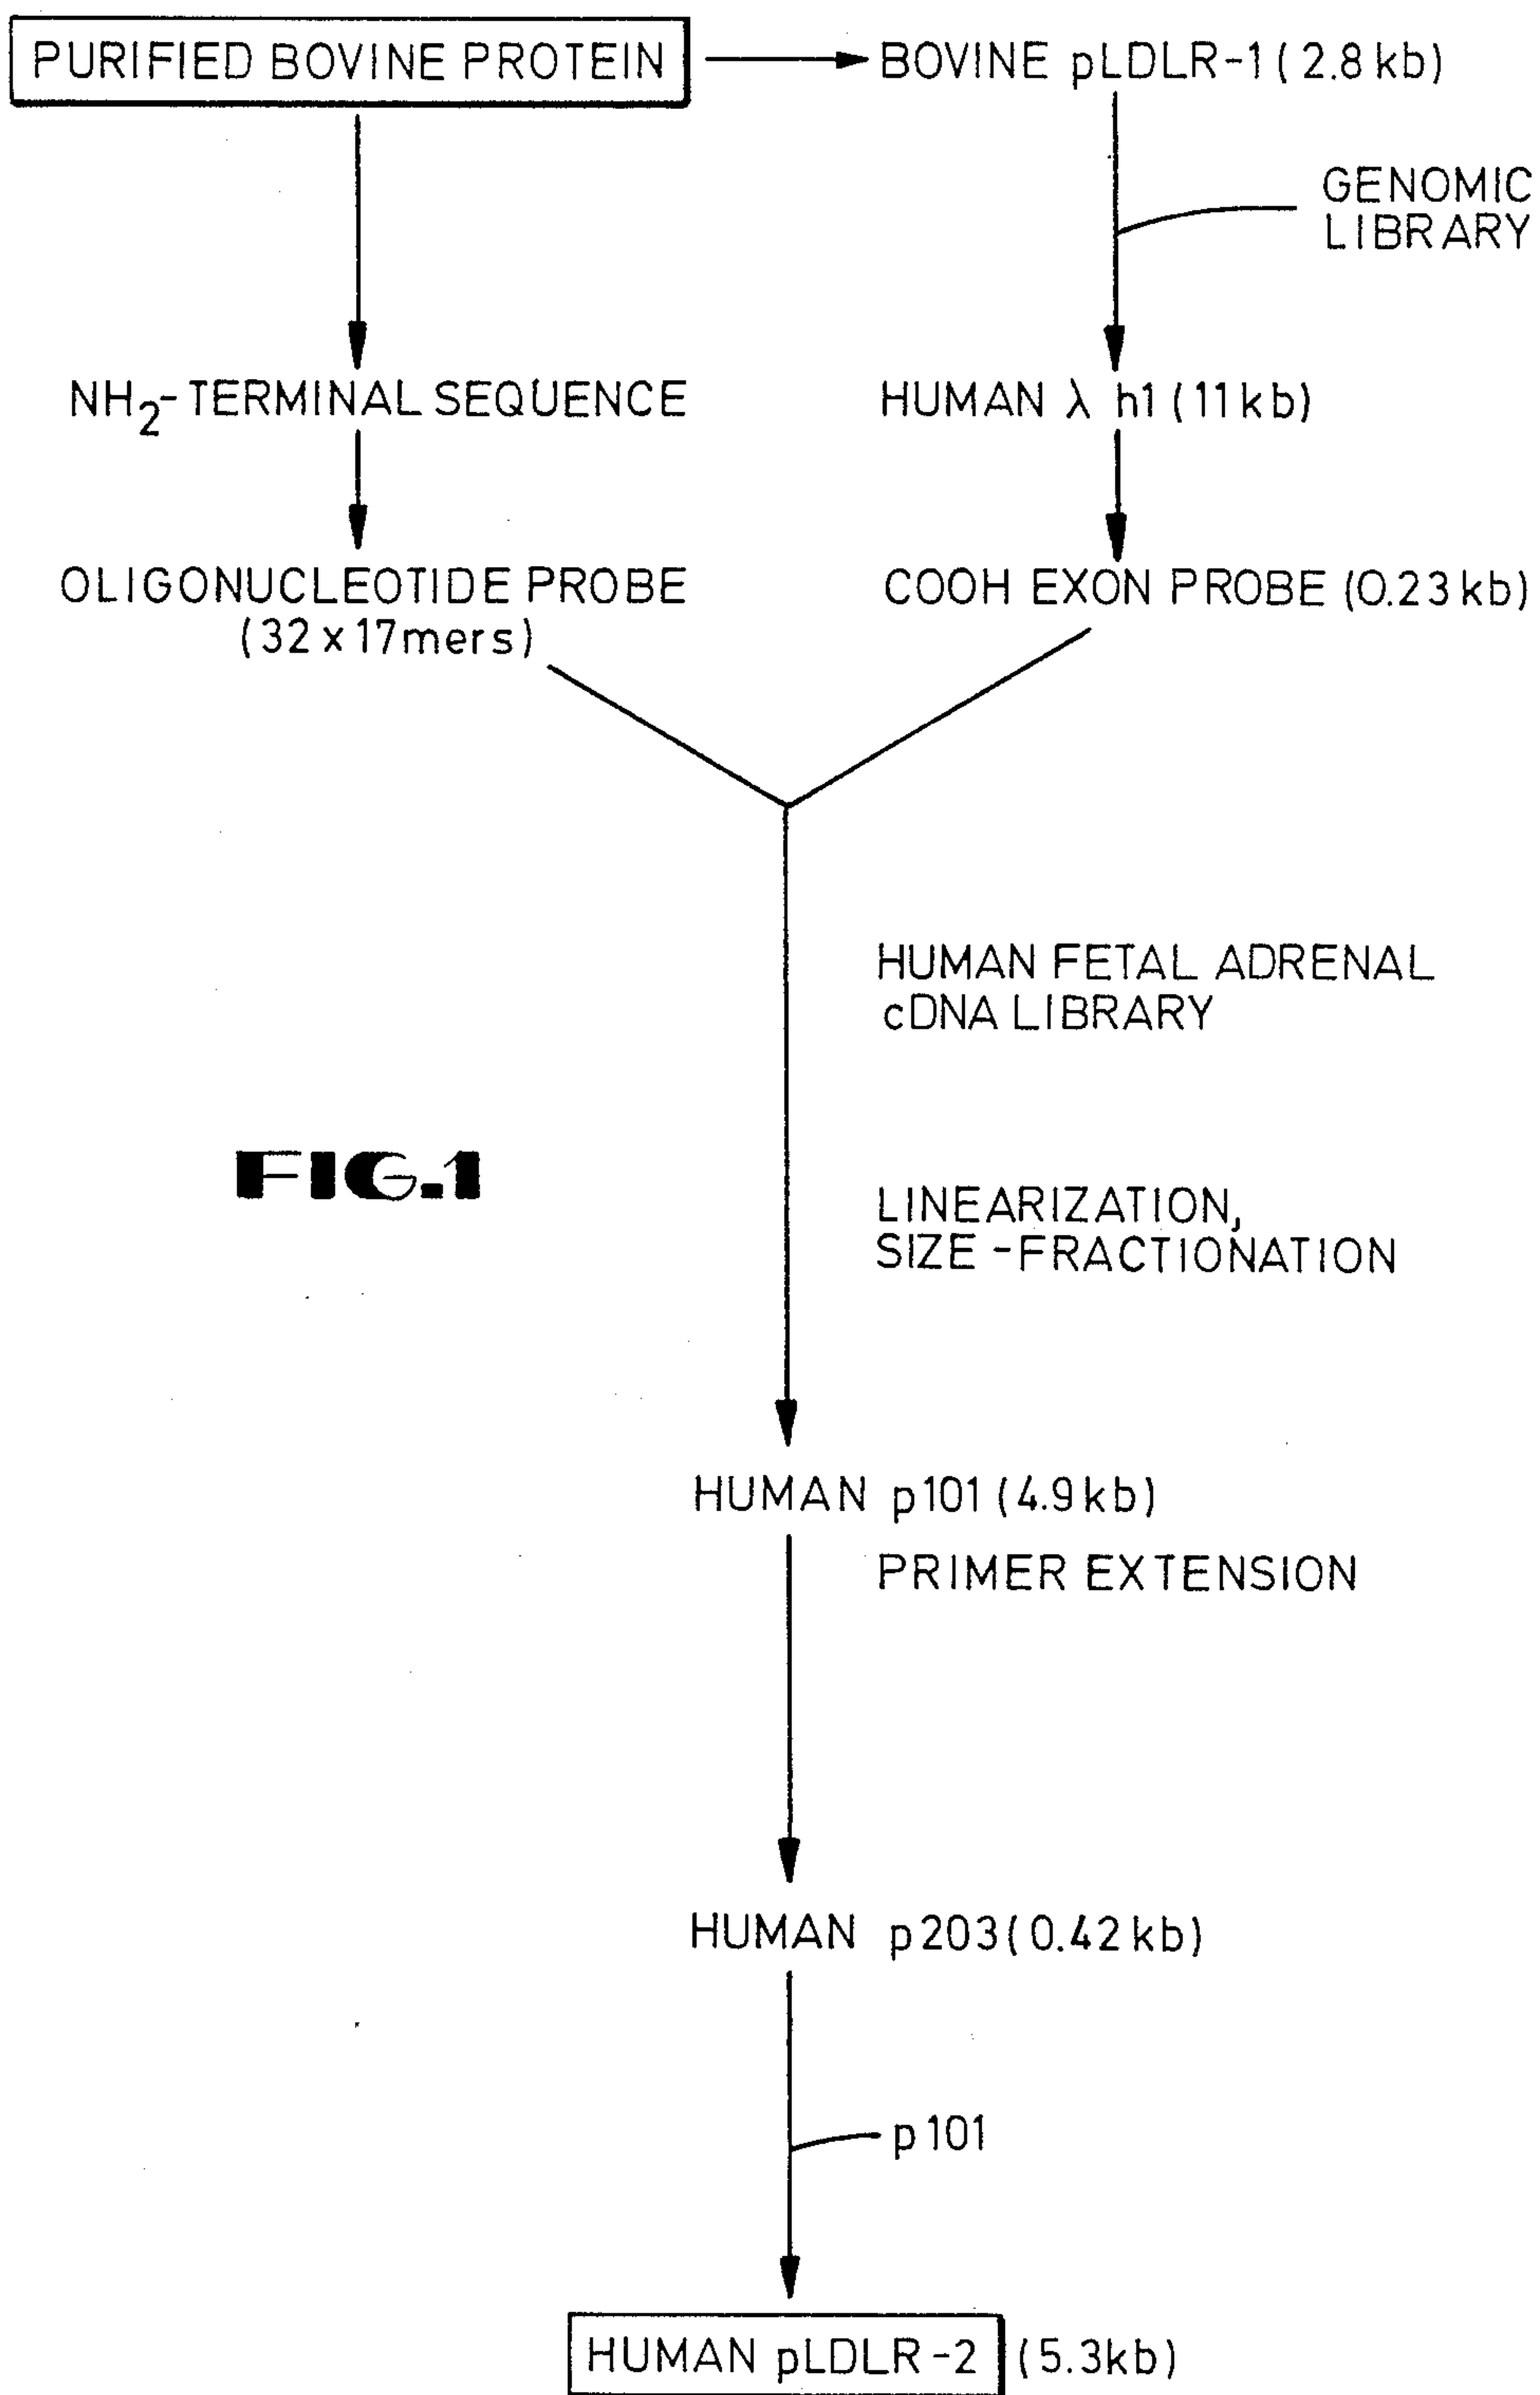 PURIFIED BOVINE PROTEIN
BOVINE pLDLR-1 (2.8 kb)
GENOMIC
LIBRARY
NH2-TERMINAL SEQUENCE
HUMAN λ h1 (11 kb)
OLIGONUCLEOTIDE PROBE
(32 x 17mers)
COOH EXON PROBE (0.23 kb)
HUMAN FETAL ADRENAL
cDNA LIBRARY
FIG.1
LINEARIZATION,
SIZE-FRACTIONATION
HUMAN p101 (4.9 kb)
PRIMER EXTENSION
HUMAN p203 (0.42 kb)
p101
HUMAN pLDLR-2 (5.3kb)